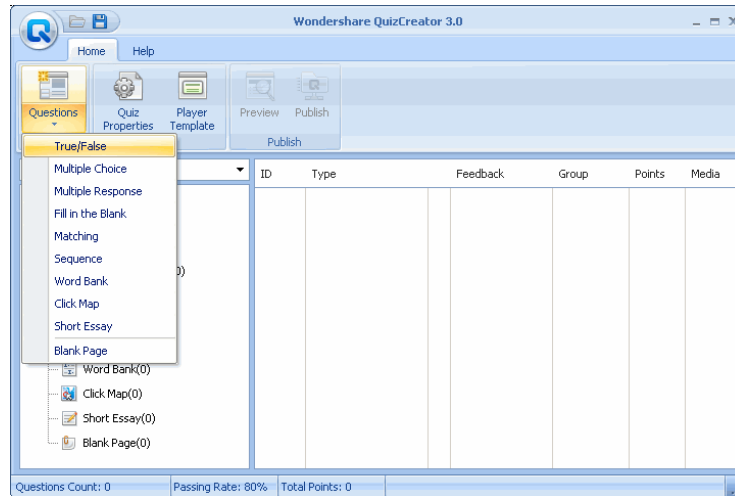 Wondershare QuizCreator 3.0
Home Help
Questions
Quiz Properties
Player Template
Preview
Publish
Publish
True/False
Multiple Choice
Multiple Response
Fill in the Blank
Matching
Sequence
Word Bank
Click Map
Short Essay
Blank Page
ID Type Feedback Group Points Media
0)
Word Bank(0)
Click Map(0)
Short Essay(0)
Blank Page(0)
Questions Count: 0 Passing Rate: 80% Total Points: 0